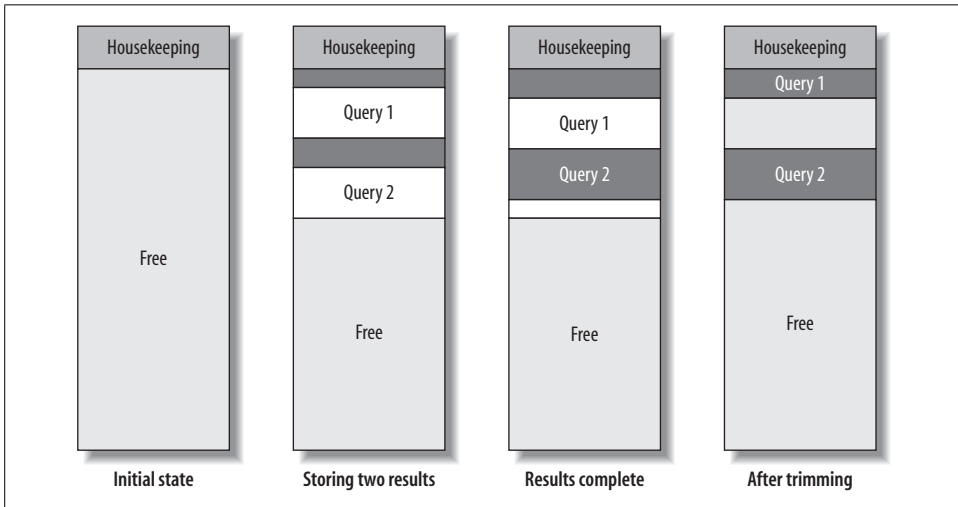 Housekeeping
Free
Initial state
Housekeeping
Query 1
Query 2
Free
Storing two results
Housekeeping
Query 1
Query 2
Free
Results complete
Housekeeping
Query 1
Query 2
Free
After trimming